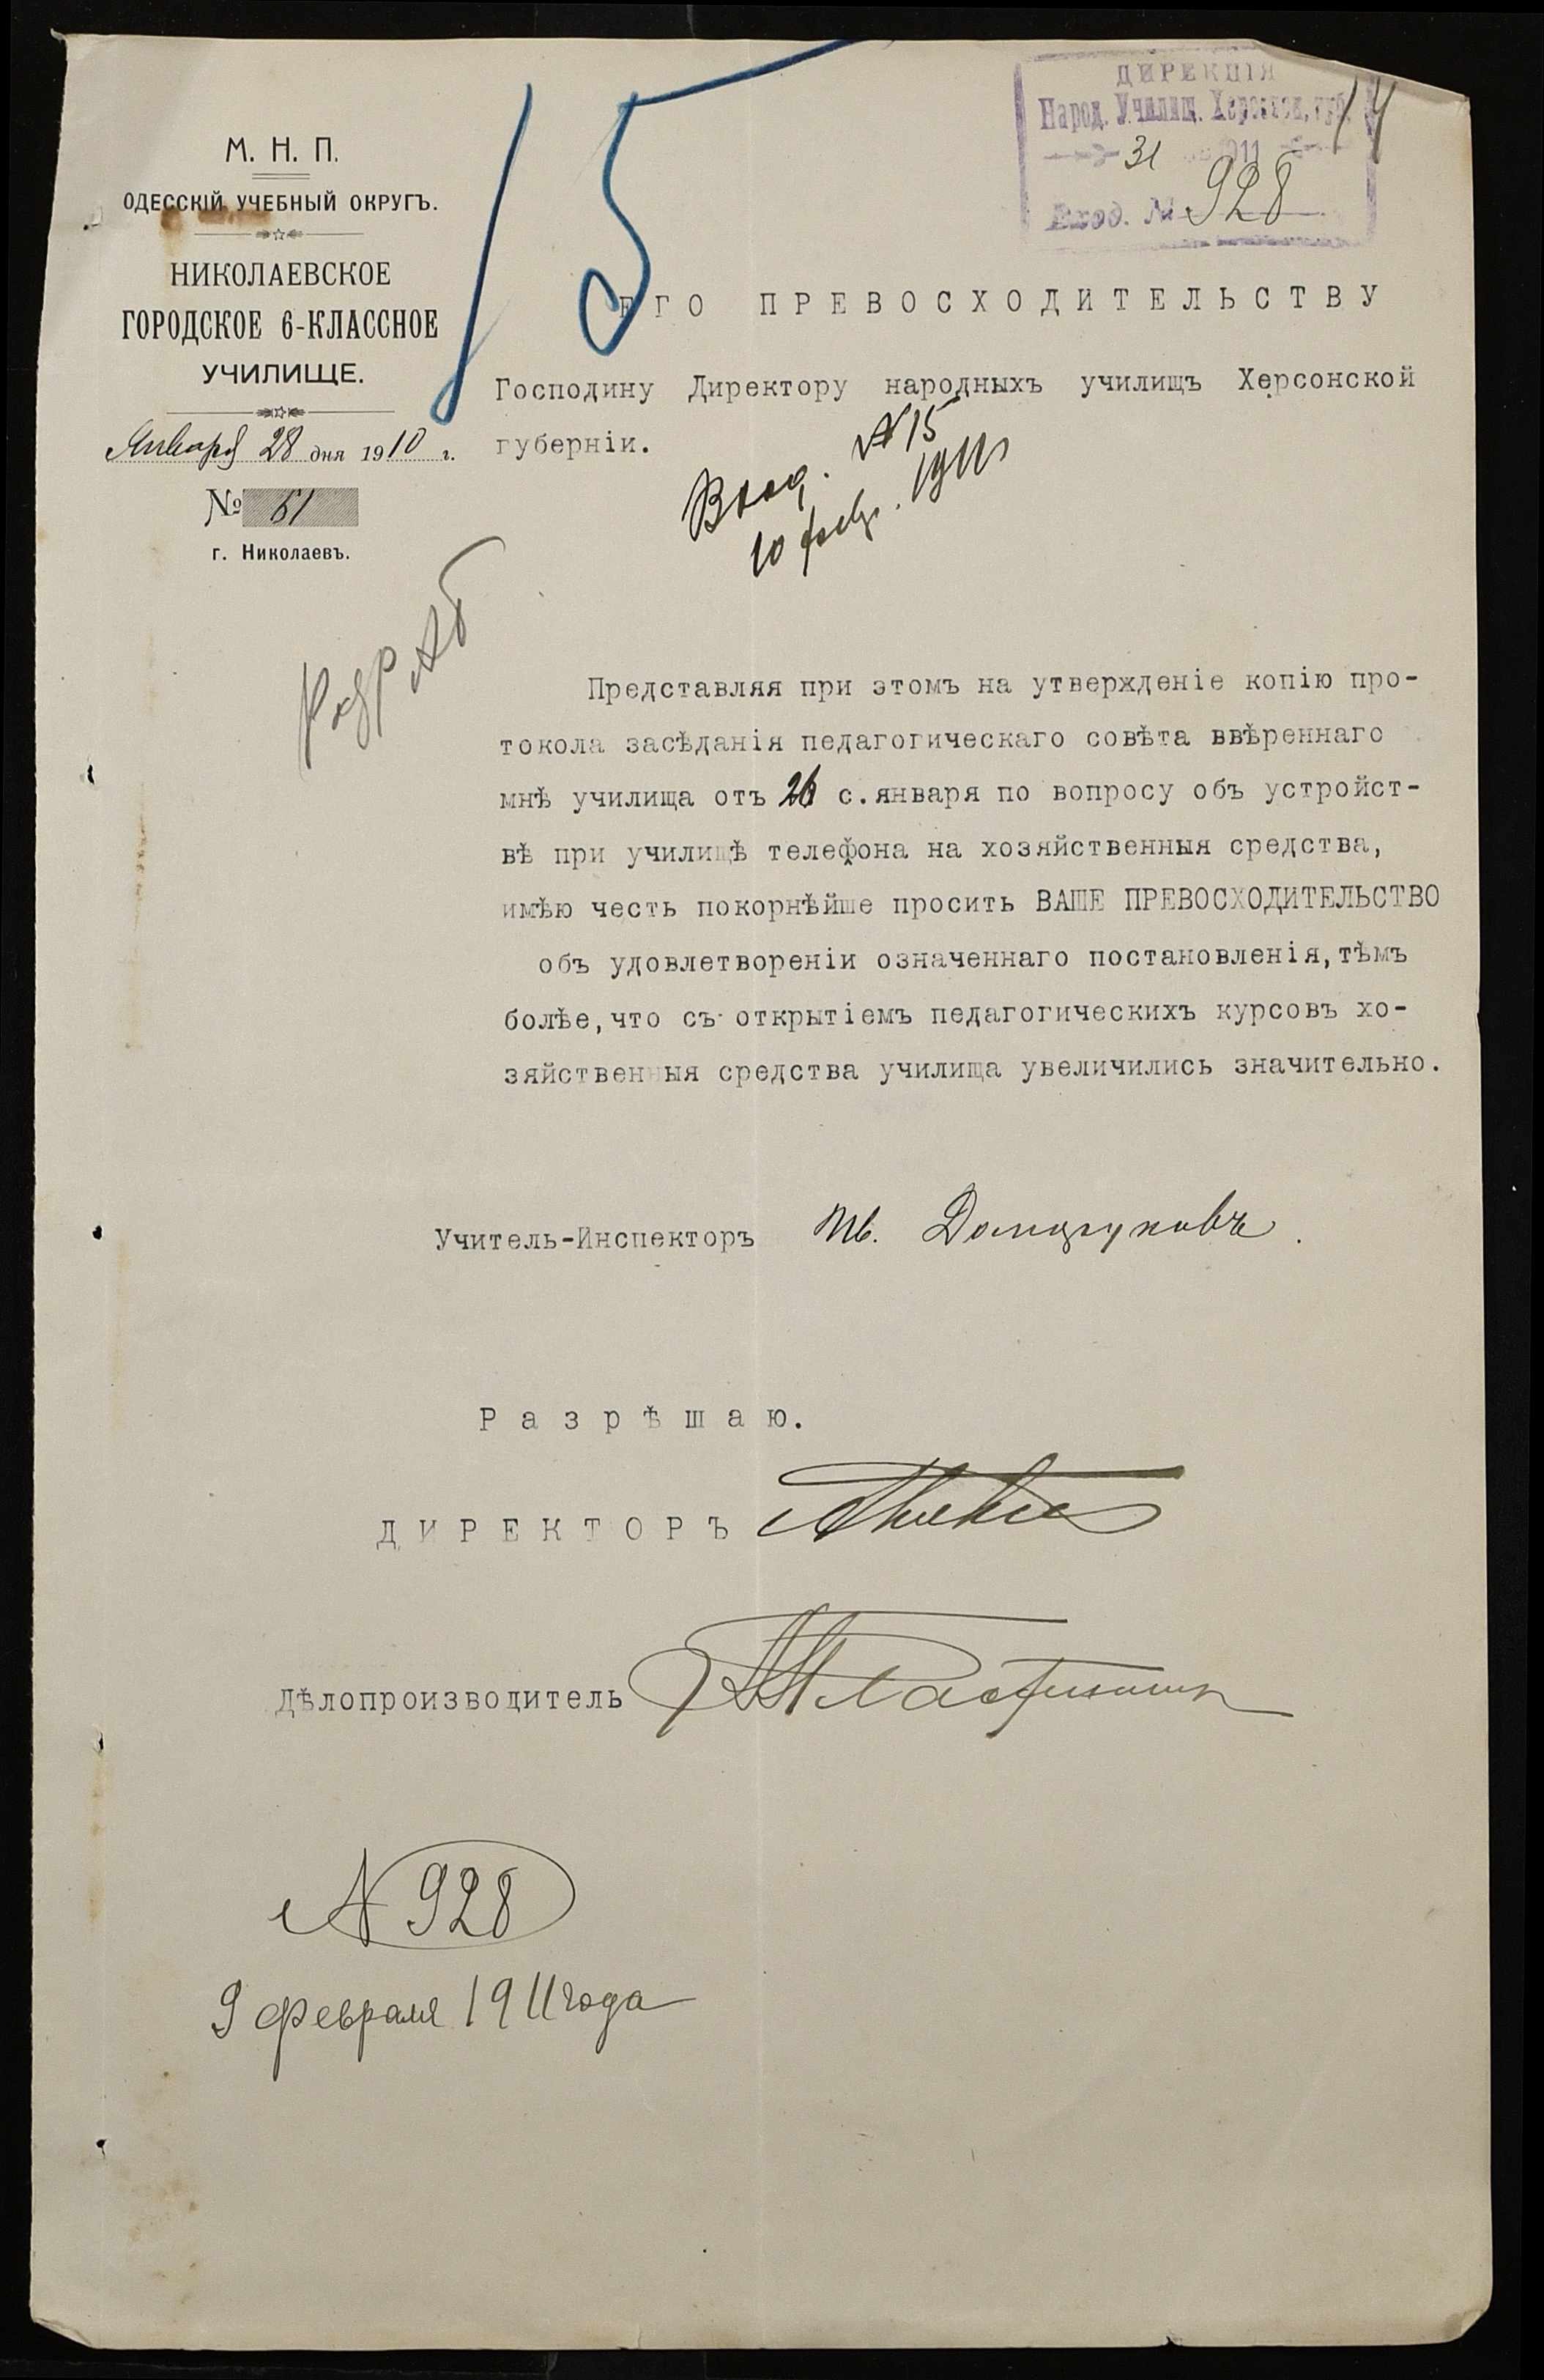 М. Н. П.
ОДЕССКІЙ УЧЕБНЫЙ ОКРУГЪ.
НИКОЛАЕВСКОЕ
ГОРОДСКОЕ 6-КЛАССНОЕ
УЧИЛИЩЕ.
Января 28 дня 1910 г.
№ 61
г. Николаевъ.
15
14
ДИРЕКЦІЯ
Народ. Училищ. Херсонск. губ.
31 1911
Вход. № 928
ЕГО ПРЕВОСХОДИТЕЛЬСТВУ
Господину Директору народныхъ училищъ Херсонской
губерніи.
Вход. №15
10 февр. 1911
Представляя при этомъ на утвержденіе копію про-
токола засѣданія педагогическаго совѣта ввѣреннаго
мнѣ училища отъ 26 с.января по вопросу объ устройст-
вѣ при училищѣ телефона на хозяйственныя средства,
имѣю честь покорнѣйше просить ВАШЕ ПРЕВОСХОДИТЕЛЬСТВО
объ удовлетвореніи означеннаго постановленія,тѣмъ
болѣе,что съ открытіемъ педагогическихъ курсовъ хо-
зяйственныя средства училища увеличились значительно.
Учитель-Инспекторъ
Разрѣшаю.
ДИРЕКТОРЪ
Дѣлопроизводитель
№ 928
9 февраля 1911 года